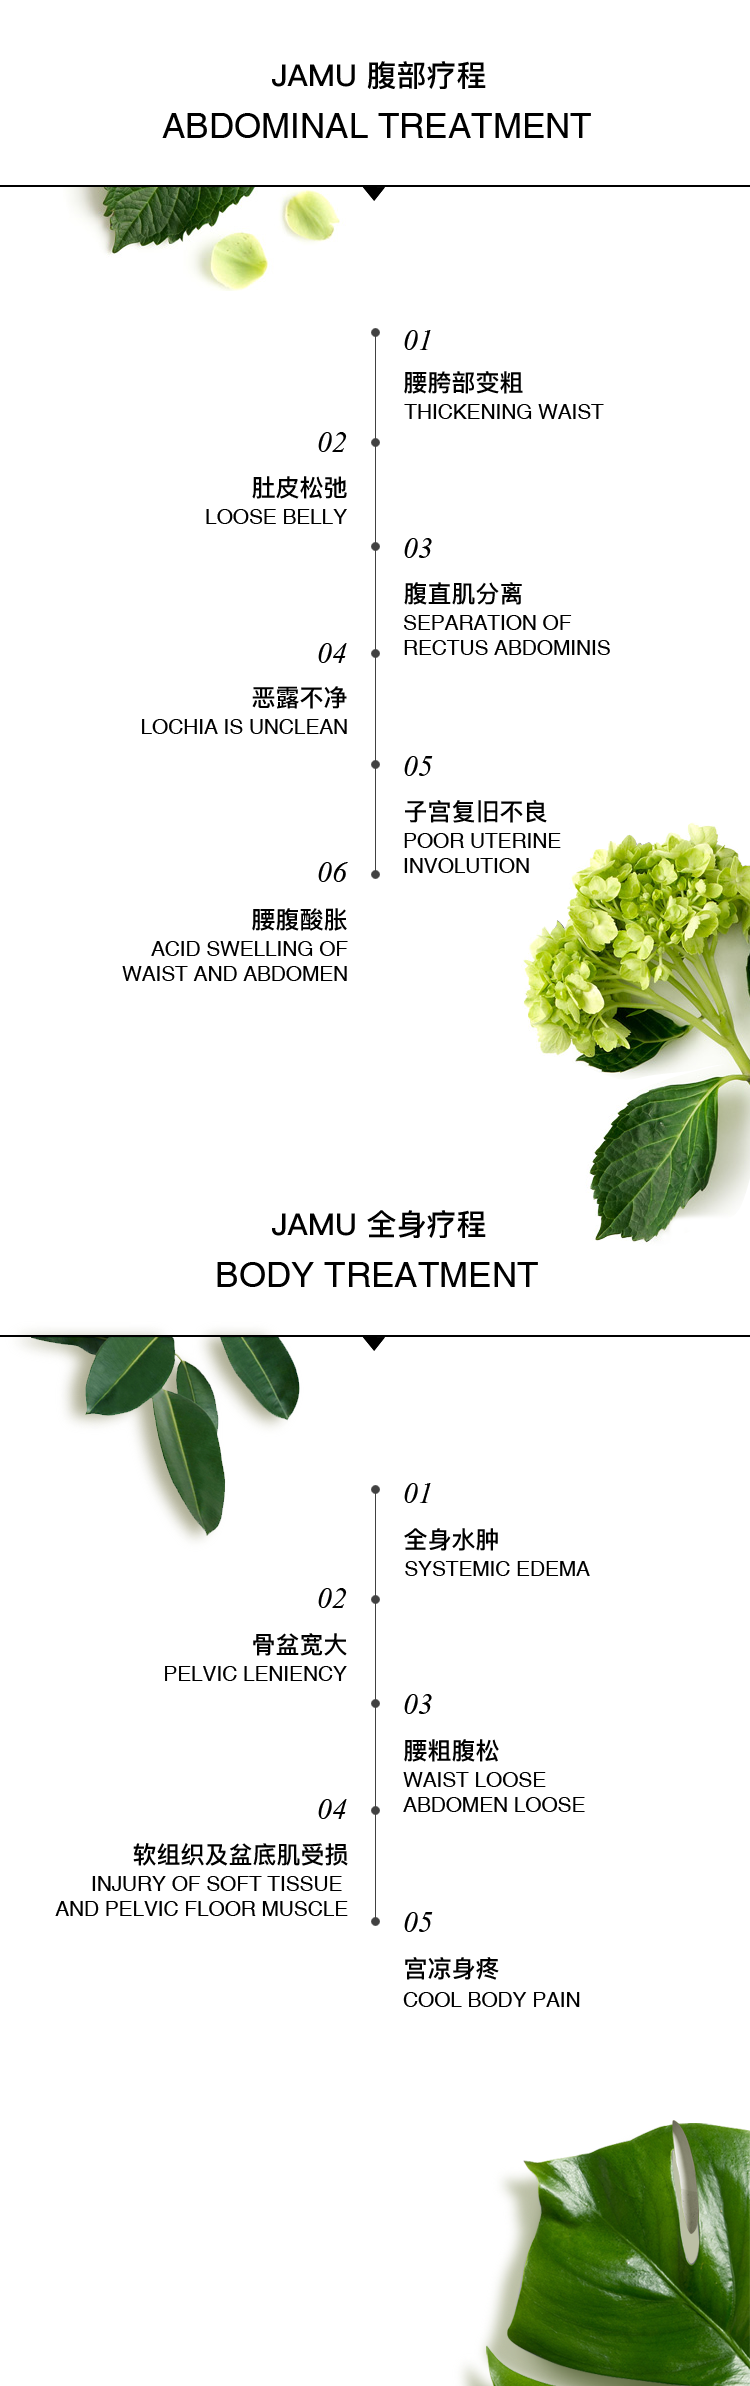 JAMU 腹部疗程
ABDOMINAL TREATMENT
01
腰胯部变粗
THICKENING WAIST
02
肚皮松弛
LOOSE BELLY
03
腹直肌分离
SEPARATION OF
RECTUS ABDOMINIS
04
恶露不净
LOCHIA IS UNCLEAN
05
子宫复旧不良
POOR UTERINE
INVOLUTION
06
腰腹酸胀
ACID SWELLING OF
WAIST AND ABDOMEN
JAMU 全身疗程
BODY TREATMENT
01
全身水肿
SYSTEMIC EDEMA
02
骨盆宽大
PELVIC LENIENCY
03
腰粗腹松
WAIST LOOSE
ABDOMEN LOOSE
04
软组织及盆底肌受损
INJURY OF SOFT TISSUE
AND PELVIC FLOOR MUSCLE
05
宫凉身疼
COOL BODY PAIN